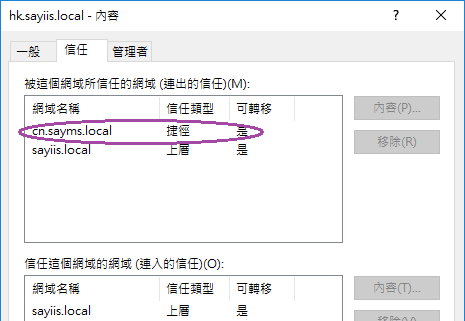 hk.sayiis.local - 內容
一般 信任 管理者
被這個網域所信任的網域 (連出的信任)(M):
網域名稱 信任類型 可轉移 內容(P)...
cn.sayms.local 捷徑 是 移除(R)
sayiis.local 上層 是
信任這個網域的網域 (連入的信任)(O):
網域名稱 信任類型 可轉移 內容(T)...
sayiis.local 上層 是 移除